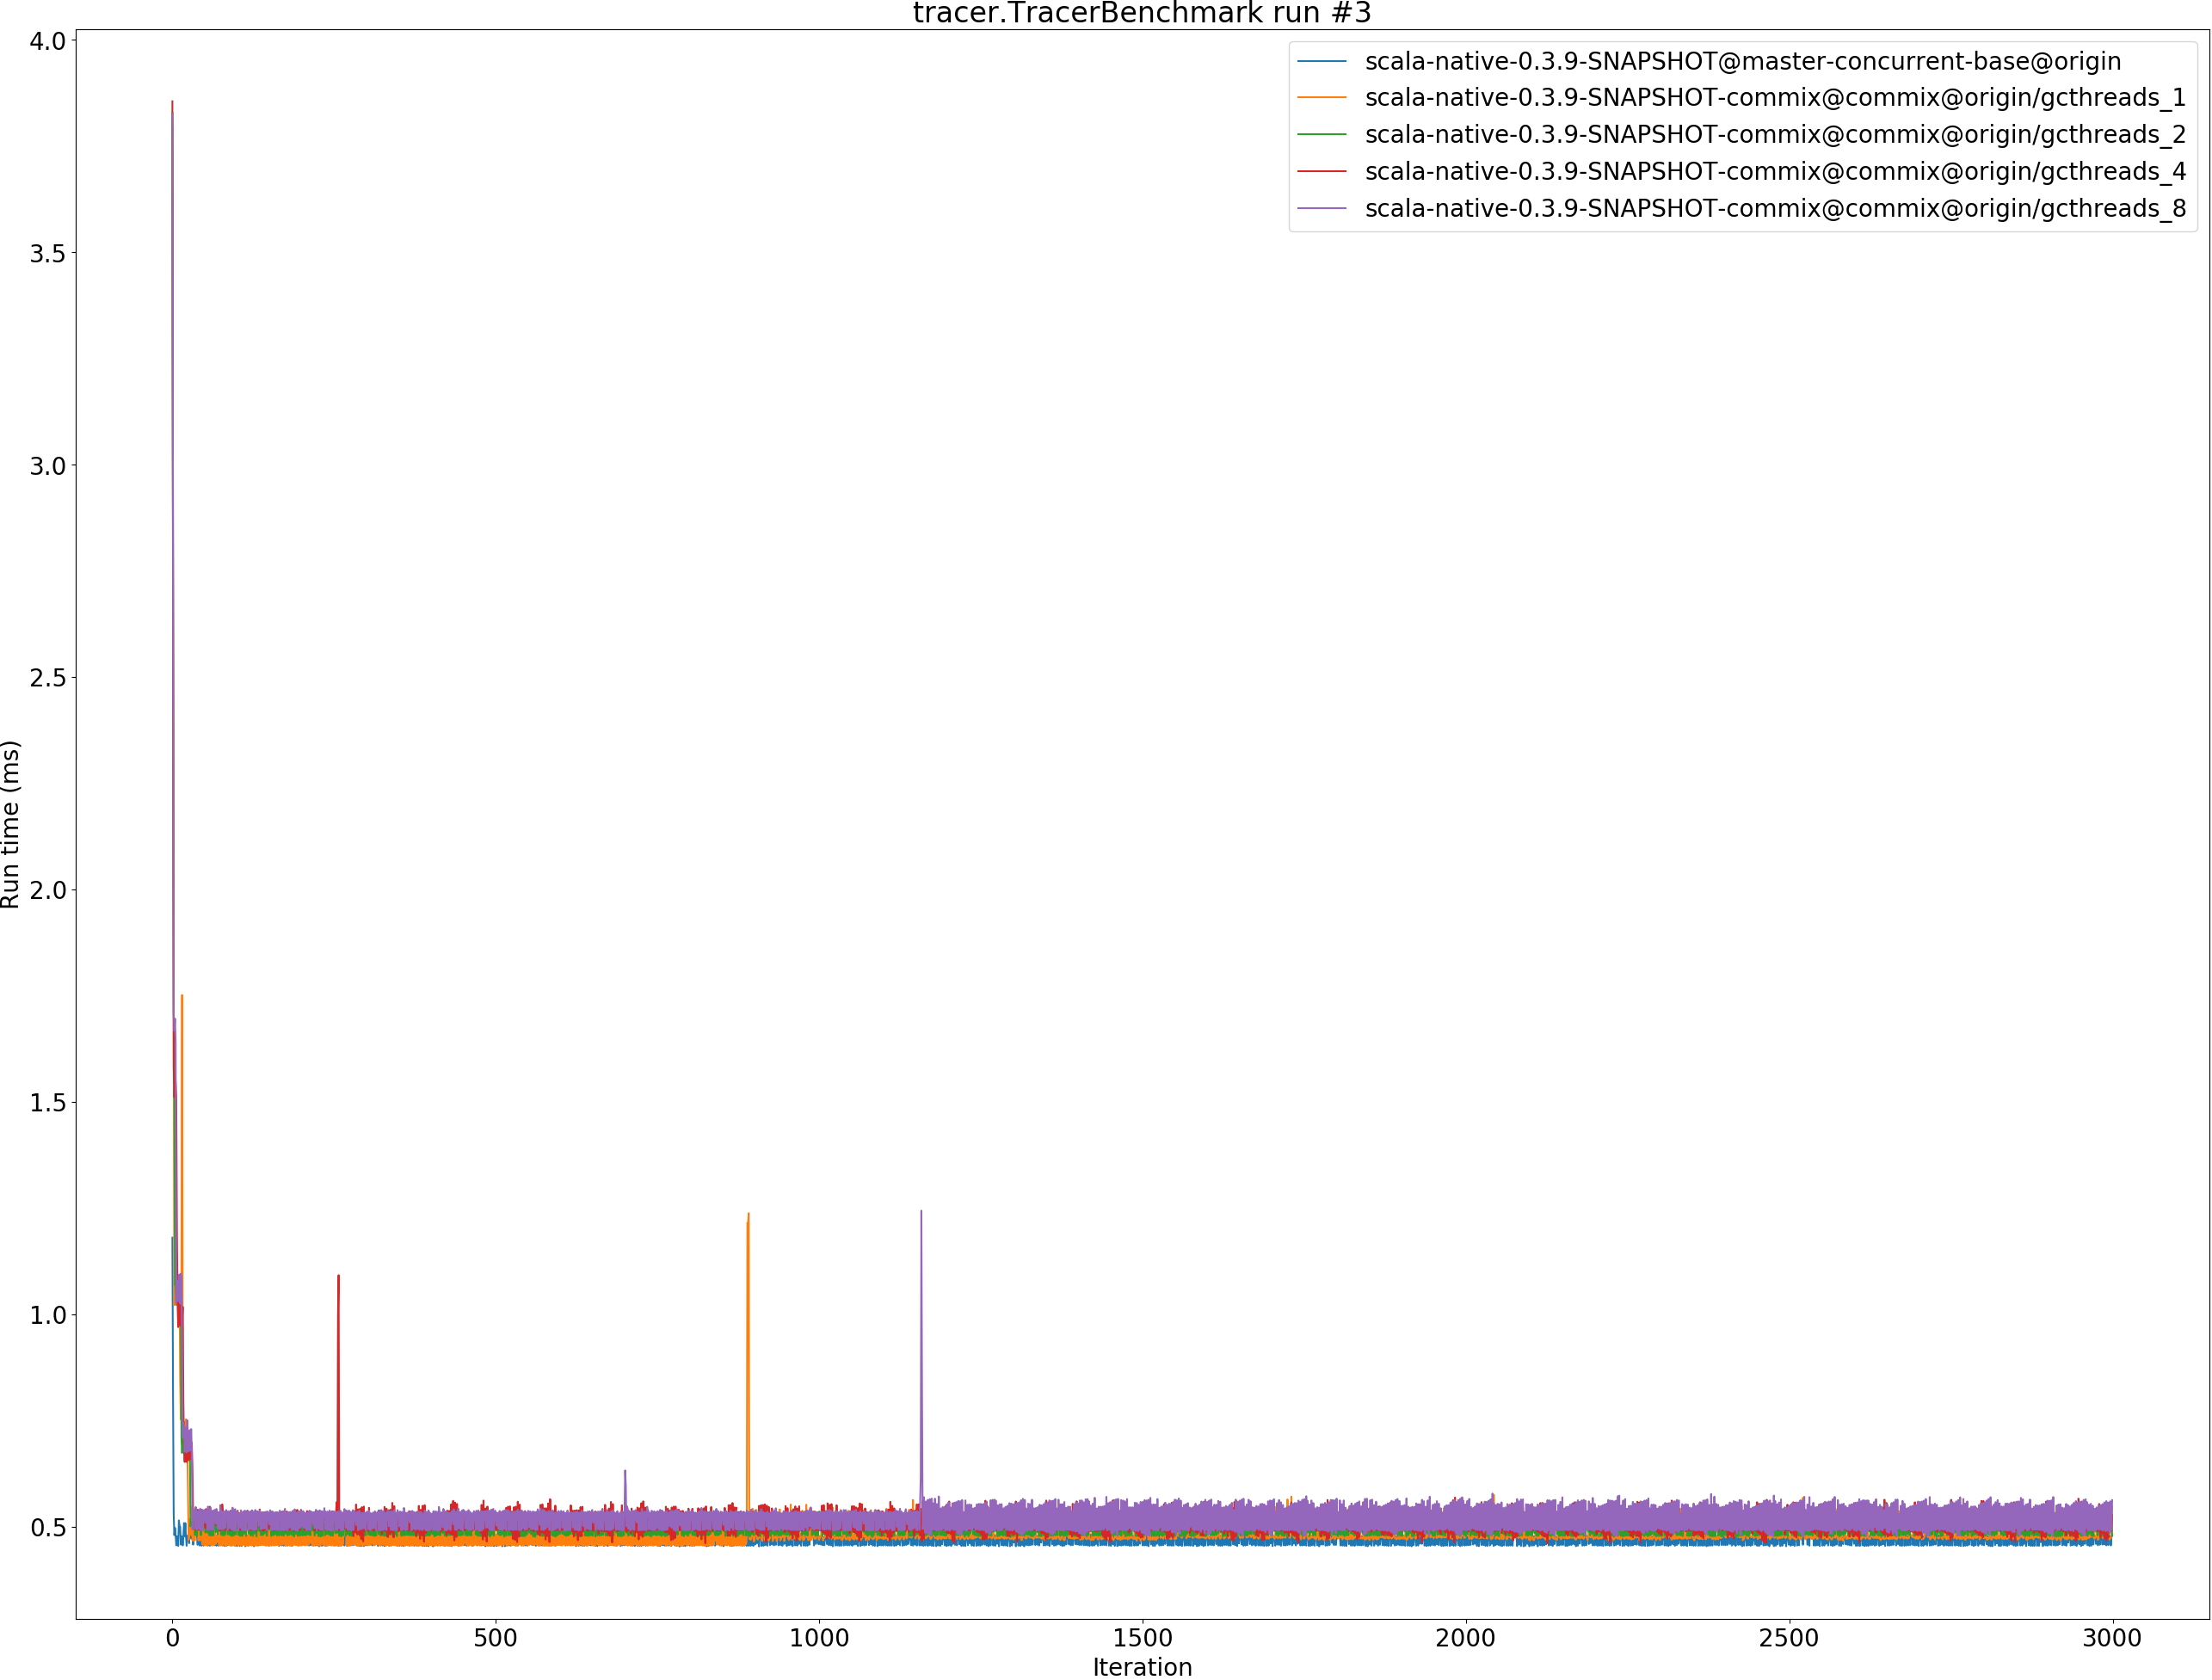 tracer.TracerBenchmark run #3
scala-native-0.3.9-SNAPSHOT@master-concurrent-base@origin
scala-native-0.3.9-SNAPSHOT-commix@commix@origin/gcthreads_1
scala-native-0.3.9-SNAPSHOT-commix@commix@origin/gcthreads_2
scala-native-0.3.9-SNAPSHOT-commix@commix@origin/gcthreads_4
scala-native-0.3.9-SNAPSHOT-commix@commix@origin/gcthreads_8
Run time (ms)
4.0
3.5
3.0
2.5
2.0
1.5
1.0
0.5
0 500 1000 1500 2000 2500 3000
Iteration